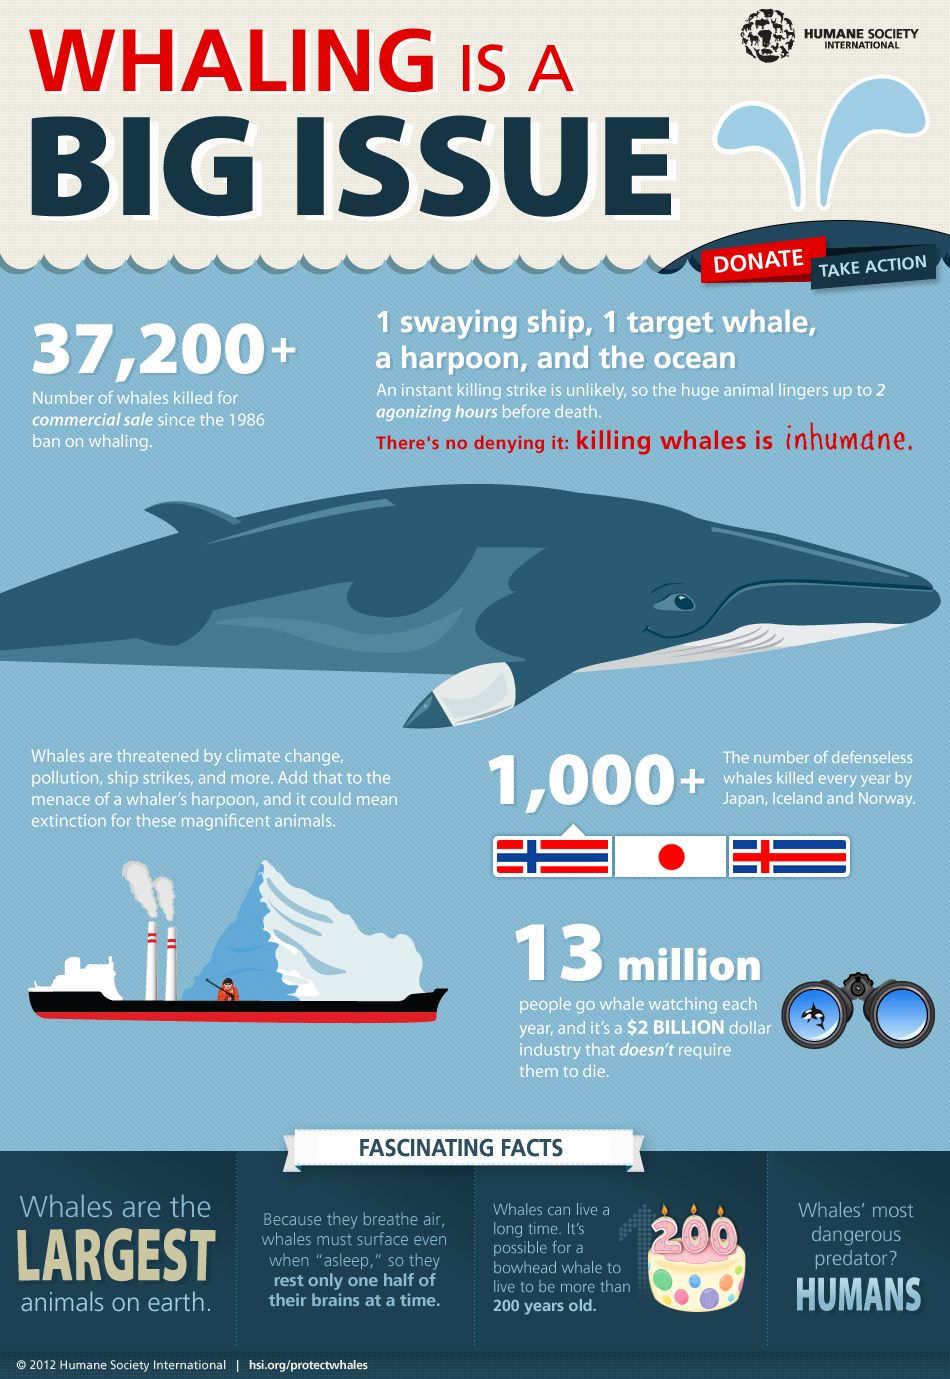 WHALING IS A
BIG ISSUE
HUMANE SOCIETY
INTERNATIONAL
DONATE
TAKE ACTION
37,200+
Number of whales killed for
commercial sale since the 1986
ban on whaling.
1 swaying ship, 1 target whale,
a harpoon, and the ocean
An instant killing strike is unlikely, so the huge animal lingers up to 2
agonizing hours before death.
There's no denying it: killing whales is inhumane.
Whales are threatened by climate change,
pollution, ship strikes, and more. Add that to the
menace of a whaler's harpoon, and it could mean
extinction for these magnificent animals.
1,000+
The number of defenseless
whales killed every year by
Japan, Iceland and Norway.
13 million
people go whale watching each
year, and it's a $2 BILLION dollar
industry that doesn't require
them to die.
FASCINATING FACTS
Whales are the
LARGEST
animals on earth.
Because they breathe air,
whales must surface even
when "asleep," so they
rest only one half of
their brains at a time.
Whales can live a
long time. It's
possible for a
bowhead whale to
live to be more than
200 years old.
200
Whales' most
dangerous
predator?
HUMANS
© 2012 Humane Society International | hsi.org/protectwhales